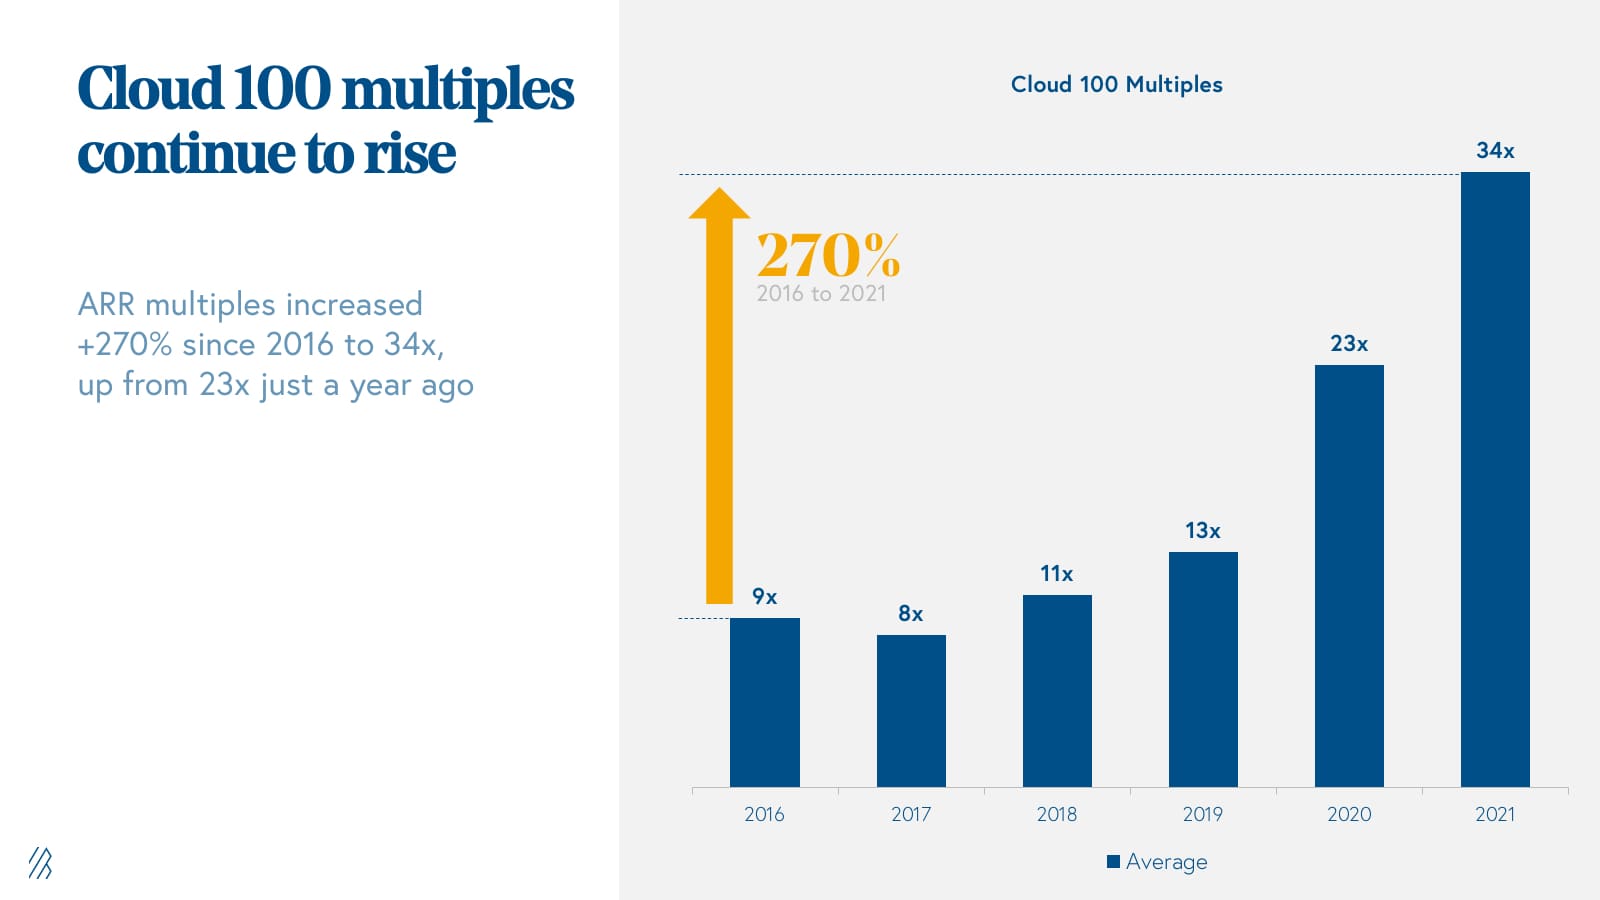 Cloud 100 multiples
continue to rise
ARR multiples increased
+270% since 2016 to 34x,
up from 23x just a year ago
Cloud 100 Multiples
34x
270%
2016 to 2021
23x
13x
11x
9x
8x
2016 2017 2018 2019 2020 2021
Average